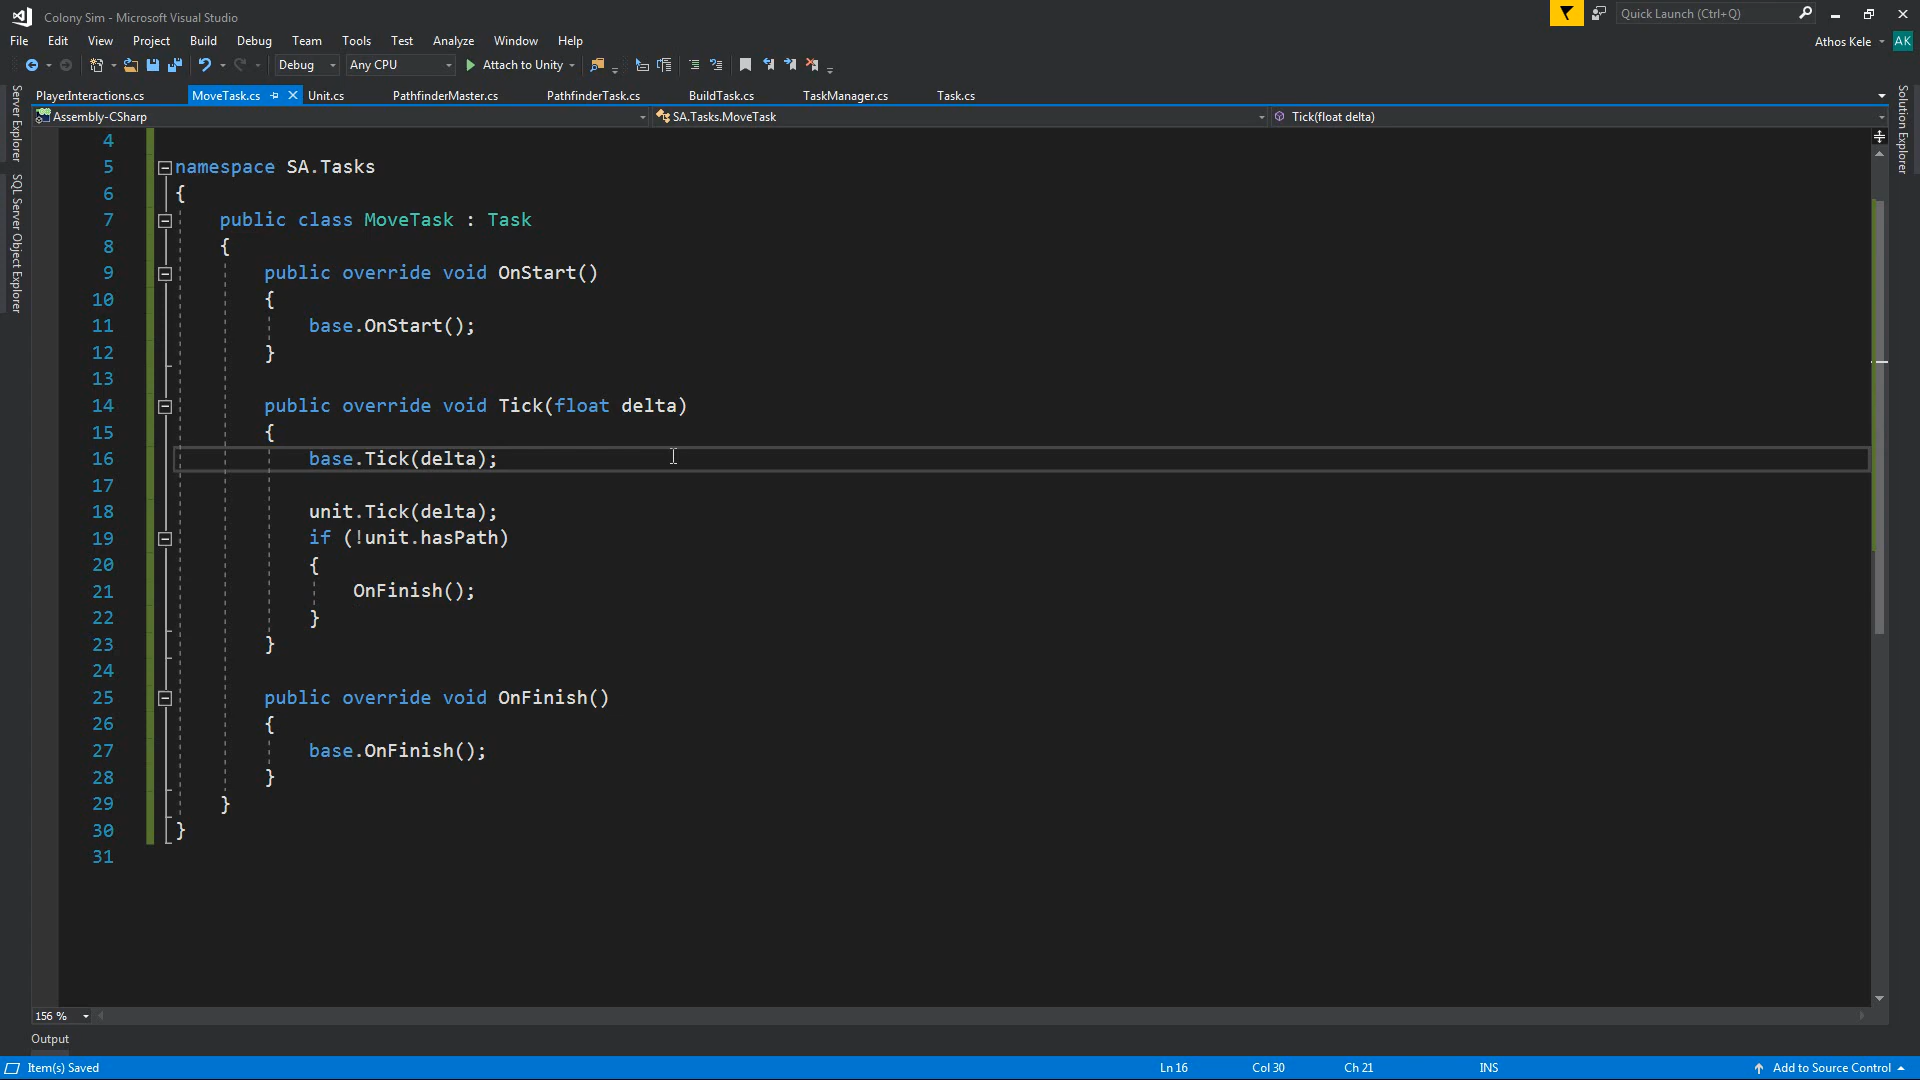 Colony Sim - Microsoft Visual Studio
Quick Launch (Ctrl+Q)
File Edit View Project Build Debug Team Tools Test Analyze Window Help
Athos Kele AK
Debug Any CPU Attach to Unity
PlayerInteractions.cs MoveTask.cs Unit.cs PathfinderMaster.cs PathfinderTask.cs BuildTask.cs TaskManager.cs Task.cs
Assembly-CSharp SA.Tasks.MoveTask Tick(float delta)
Server Explorer
SQL Server Object Explorer
Solution Explorer
4
5 namespace SA.Tasks
6 {
7 public class MoveTask : Task
8 {
9 public override void OnStart()
10 {
11 base.OnStart();
12 }
13
14 public override void Tick(float delta)
15 {
16 base.Tick(delta);
17
18 unit.Tick(delta);
19 if (!unit.hasPath)
20 {
21 OnFinish();
22 }
23 }
24
25 public override void OnFinish()
26 {
27 base.OnFinish();
28 }
29 }
30 }
31
156 %
Output
Item(s) Saved Ln 16 Col 30 Ch 21 INS Add to Source Control